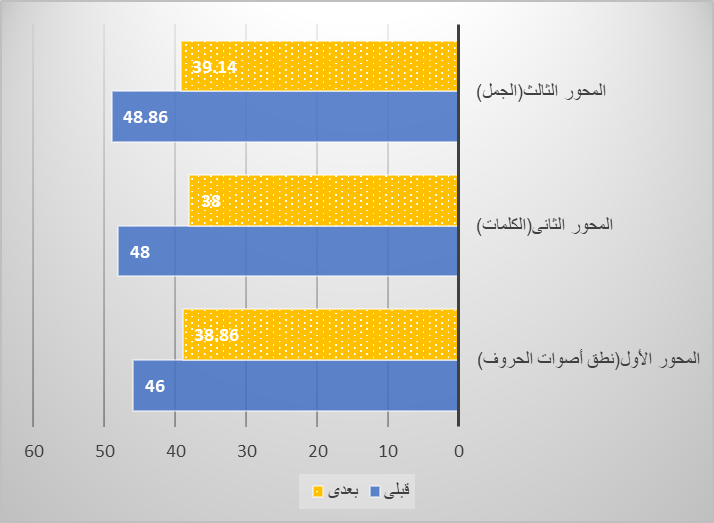 المحور الثالث(الجمل)
39.14
48.86
المحور الثانى(الكلمات)
38
48
المحور الأول(نطق أصوات الحروف)
38.86
46
60 50 40 30 20 10 0
قبلى بعدى